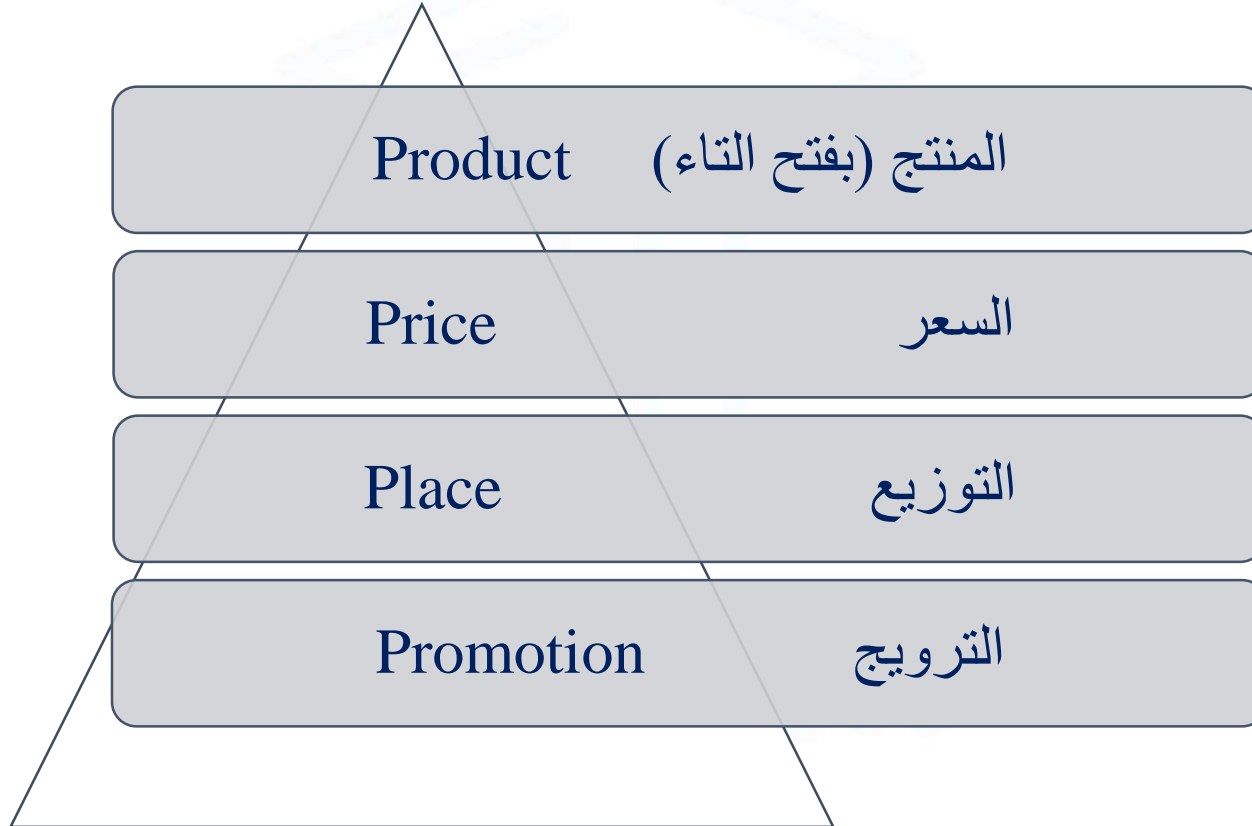 المنتج (بفتح التاء) Product
السعر Price
التوزيع Place
الترويج Promotion